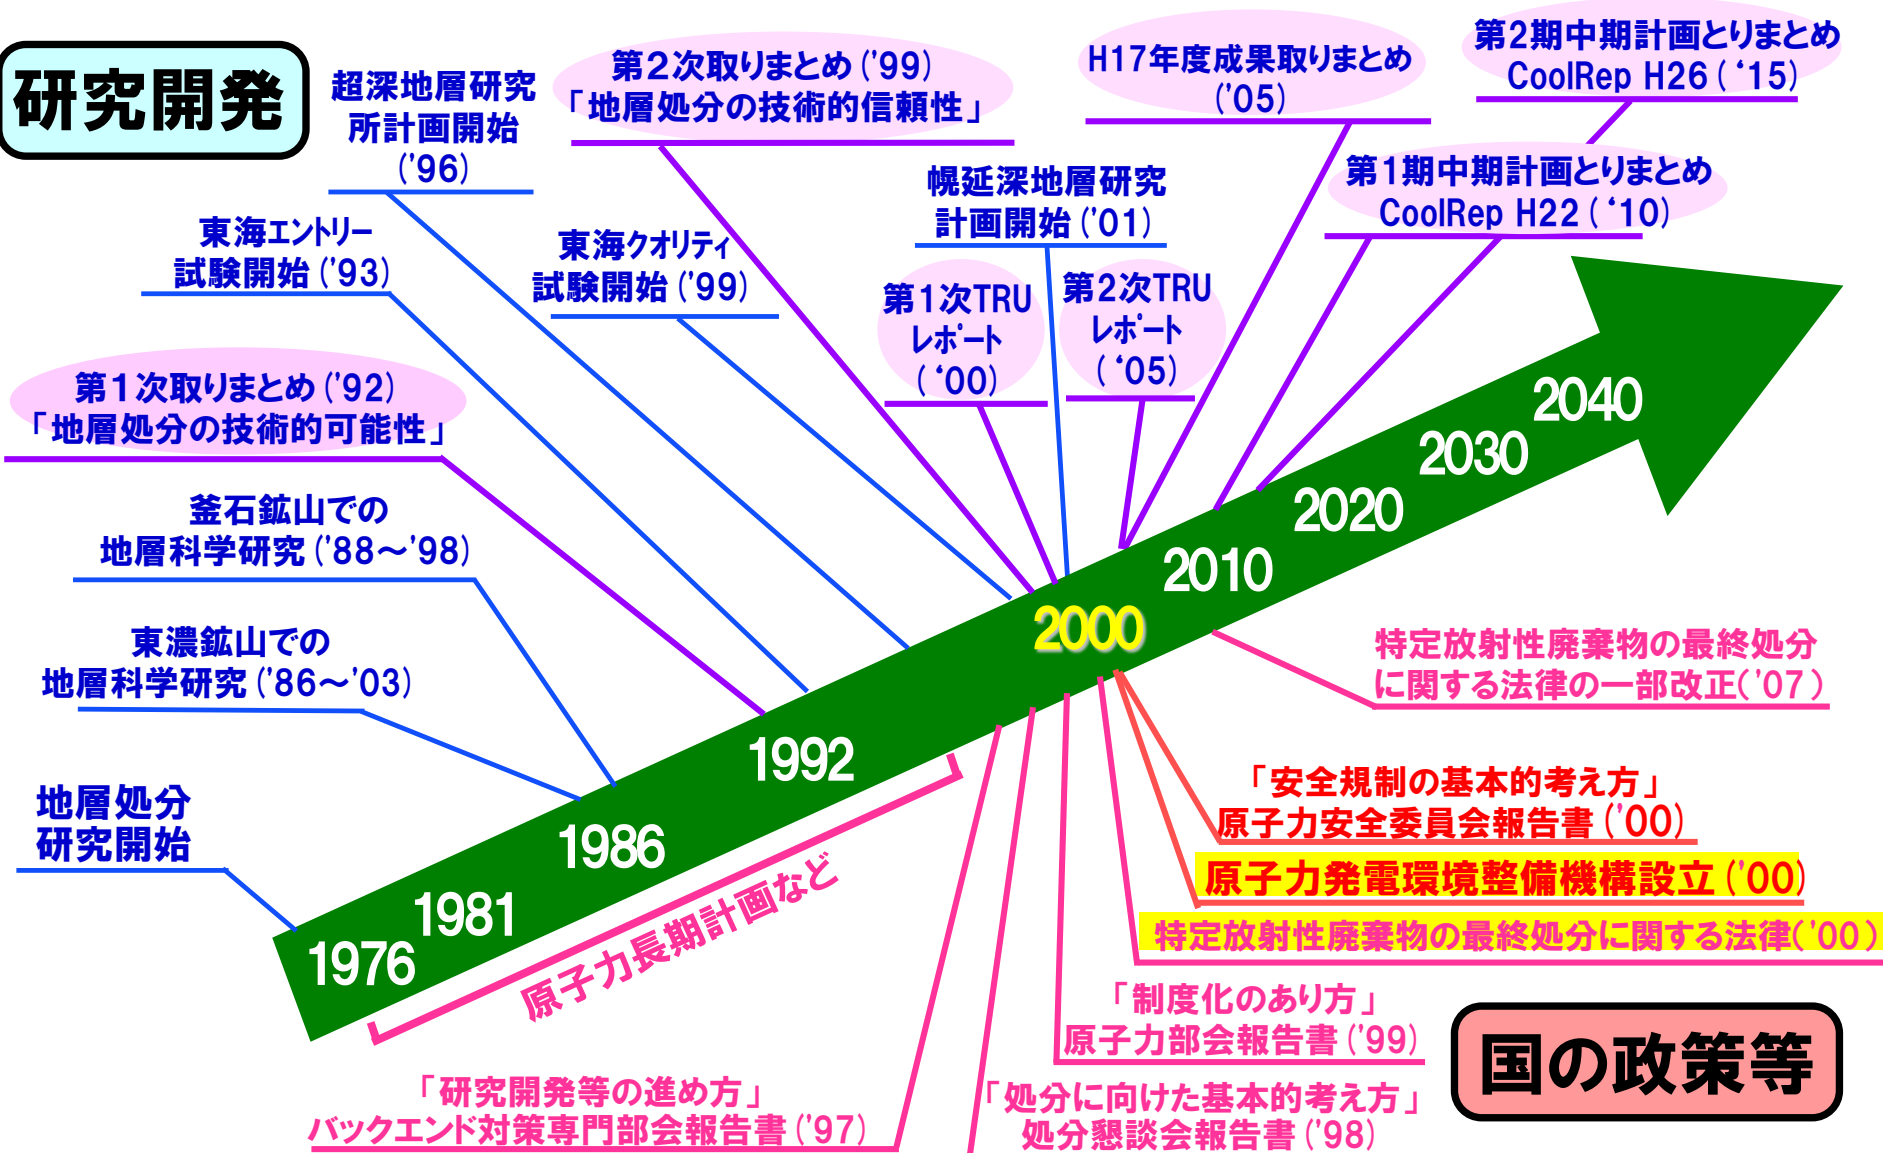 研究開発
超深地層研究
所計画開始
('96)
第２次取りまとめ('99)
「地層処分の技術的信頼性」
H17年度成果取りまとめ
('05)
第2期中期計画とりまとめ
CoolRep H26(‘15)
東海エントリー
試験開始('93)
東海クオリティ
試験開始('99)
幌延深地層研究
計画開始('01)
第1期中期計画とりまとめ
CoolRep H22(‘10)
第１次TRU
レポート
(‘00)
第２次TRU
レポート
(‘05)
第１次取りまとめ('92)
「地層処分の技術的可能性」
釜石鉱山での
地層科学研究('88～'98)
東濃鉱山での
地層科学研究('86～'03)
地層処分
研究開始
1976
1981
1986
1992
2000
2010
2020
2030
2040
原子力長期計画など
特定放射性廃棄物の最終処分
に関する法律の一部改正('07)
「安全規制の基本的考え方」
原子力安全委員会報告書('00)
原子力発電環境整備機構設立('00)
特定放射性廃棄物の最終処分に関する法律('00)
「制度化のあり方」
原子力部会報告書('99)
「処分に向けた基本的考え方」
処分懇談会報告書('98)
「研究開発等の進め方」
バックエンド対策専門部会報告書('97)
国の政策等